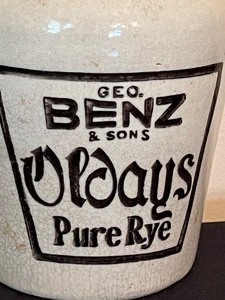 GEO.
BENZ
& SONS
Oldays
Pure Rye